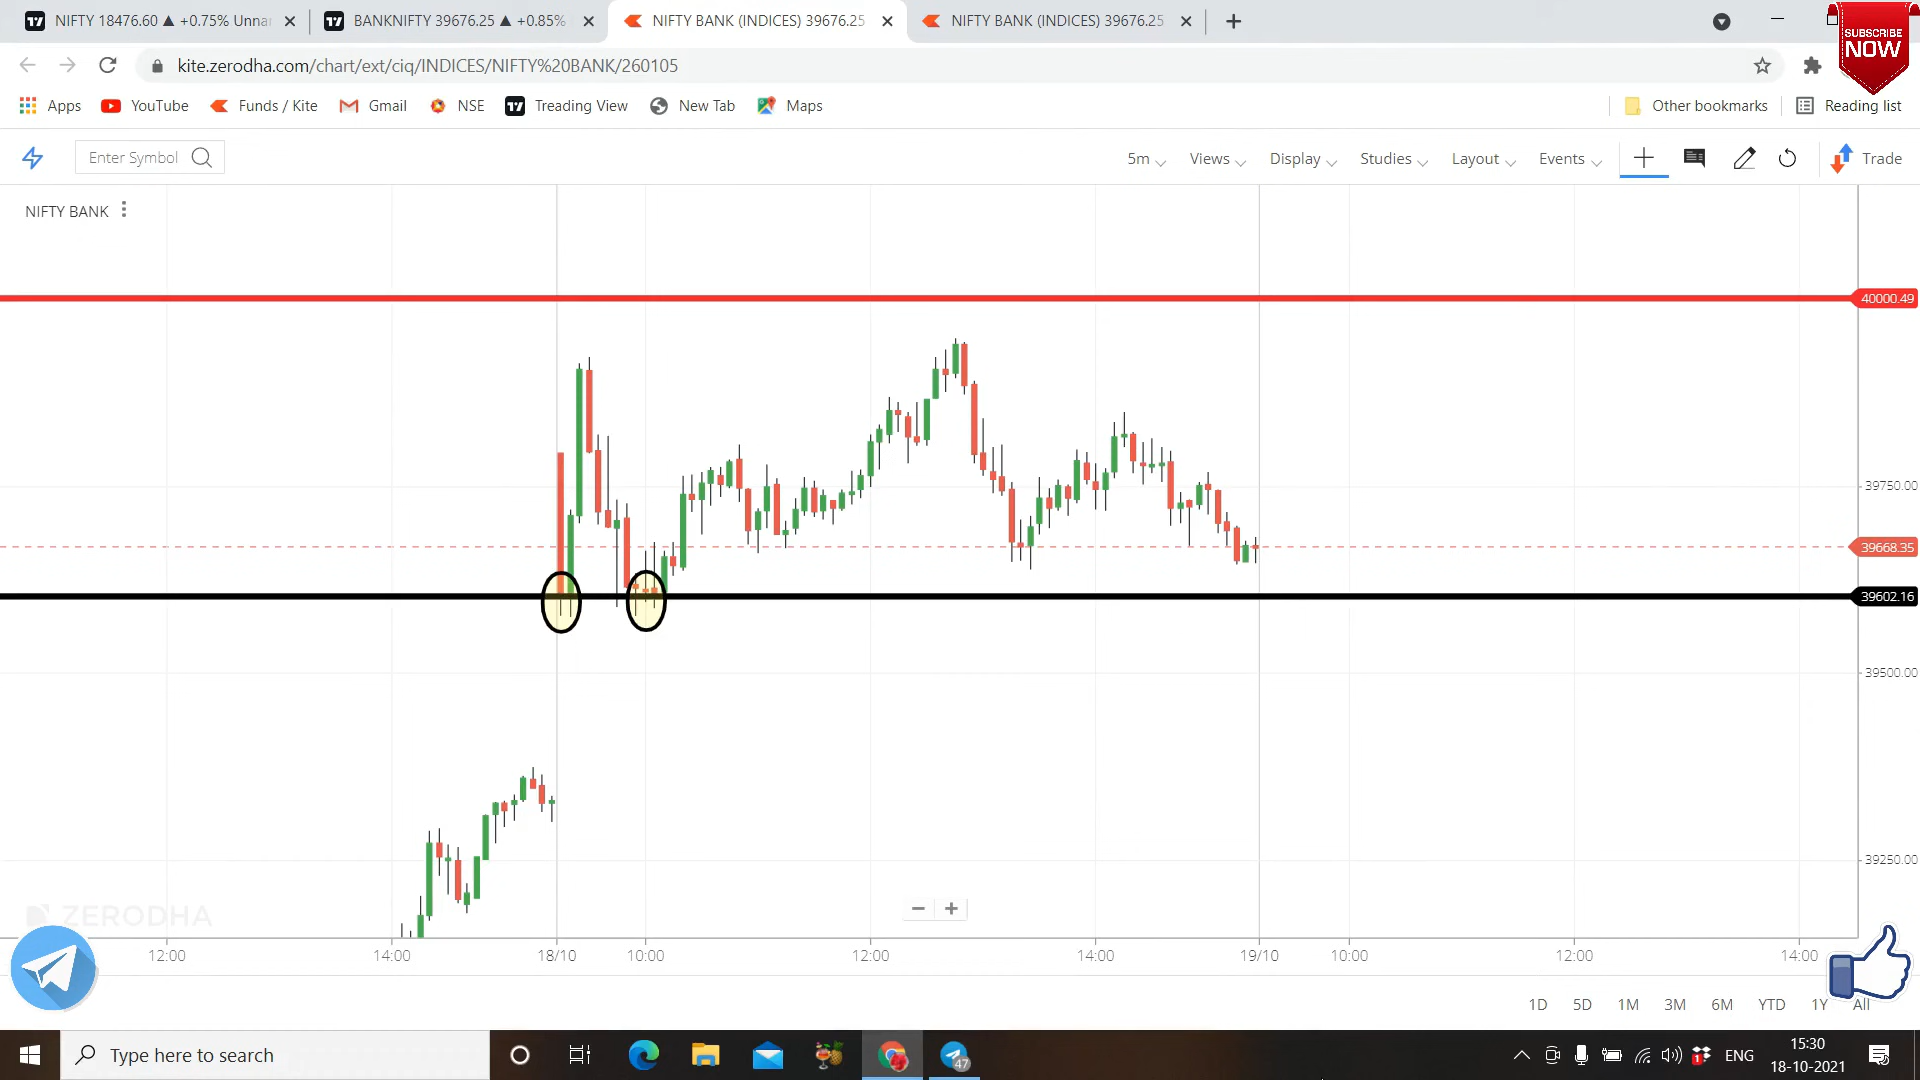 NIFTY 18476.60 ▲ +0.75% Unna
BANKNIFTY 39676.25 ▲ +0.85%
NIFTY BANK (INDICES) 39676.25
NIFTY BANK (INDICES) 39676.25
SUBSCRIBE
NOW
kite.zerodha.com/chart/ext/ciq/INDICES/NIFTY%20BANK/260105
Apps
YouTube
Funds / Kite
Gmail
NSE
Treading View
New Tab
Maps
Other bookmarks
Reading list
Enter Symbol
5m
Views
Display
Studies
Layout
Events
Trade
NIFTY BANK
40000.49
39750.00
39668.35
39602.16
39500.00
39250.00
ZERODHA
12:00
14:00
18/10
10:00
12:00
14:00
19/10
10:00
12:00
14:00
1D
5D
1M
3M
6M
YTD
1Y
All
Type here to search
47
1
ENG
15:30
18-10-2021